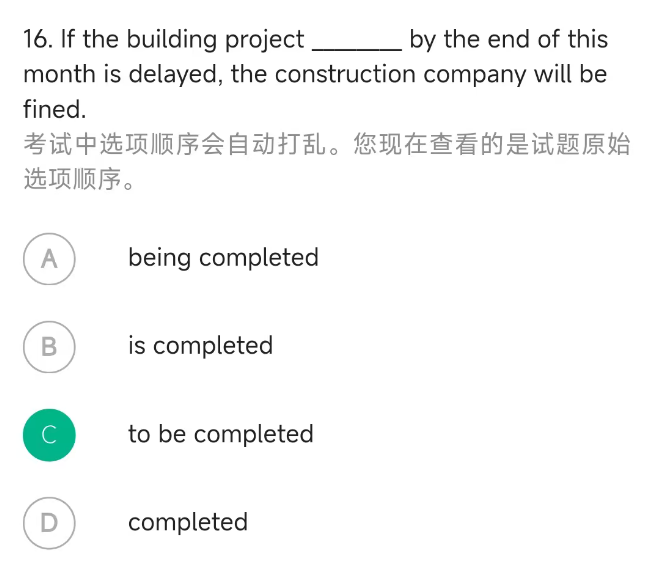 16. If the building project ________ by the end of this
month is delayed, the construction company will be
fined.
考试中选项顺序会自动打乱。您现在查看的是试题原始
选项顺序。
A being completed
B is completed
C to be completed
D completed